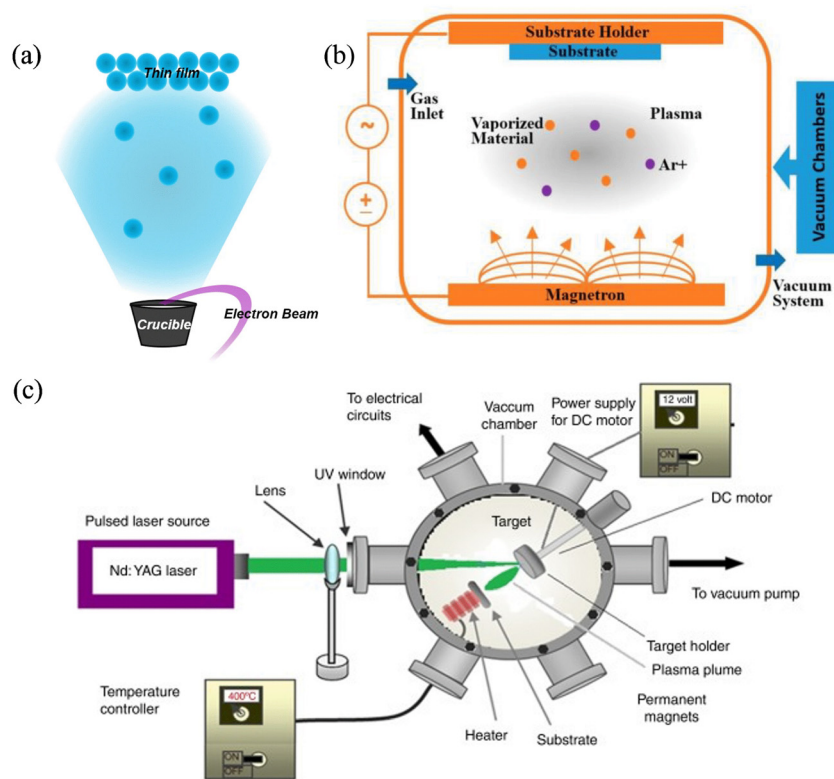 (a)
Thin film
Crucible
Electron Beam
(b)
Substrate Holder
Substrate
Gas
Inlet
~
±
Vaporized
Material
Plasma
Ar+
Magnetron
Vacuum Chambers
Vacuum
System
(c)
To electrical
circuits
Vaccum
chamber
Power supply
for DC motor
12 volt
ON
OFF
UV window
Lens
Pulsed laser source
Nd:YAG laser
Target
DC motor
To vacuum pump
Target holder
Plasma plume
Permanent
magnets
Temperature
controller
400°C
ON
OFF
Heater
Substrate